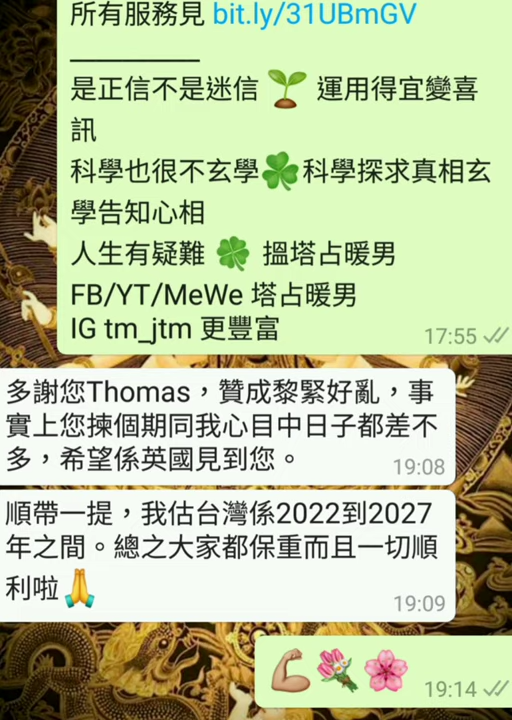 所有服務見 bit.ly/31UBmGV
是正信不是迷信 🌱 運用得宜變喜
訊
科學也很不玄學☘️科學探求真相玄
學告知心相
人生有疑難 🍀 搵塔占暖男
FB/YT/MeWe 塔占暖男
IG tm_jtm 更豐富
17:55
多謝您Thomas，贊成黎緊好亂，事
實上您揀個期同我心目中日子都差不
多，希望係英國見到您。
19:08
順帶一提，我估台灣係2022到2027
年之間。總之大家都保重而且一切順
利啦🙏
19:09
💪💐🌸
19:14